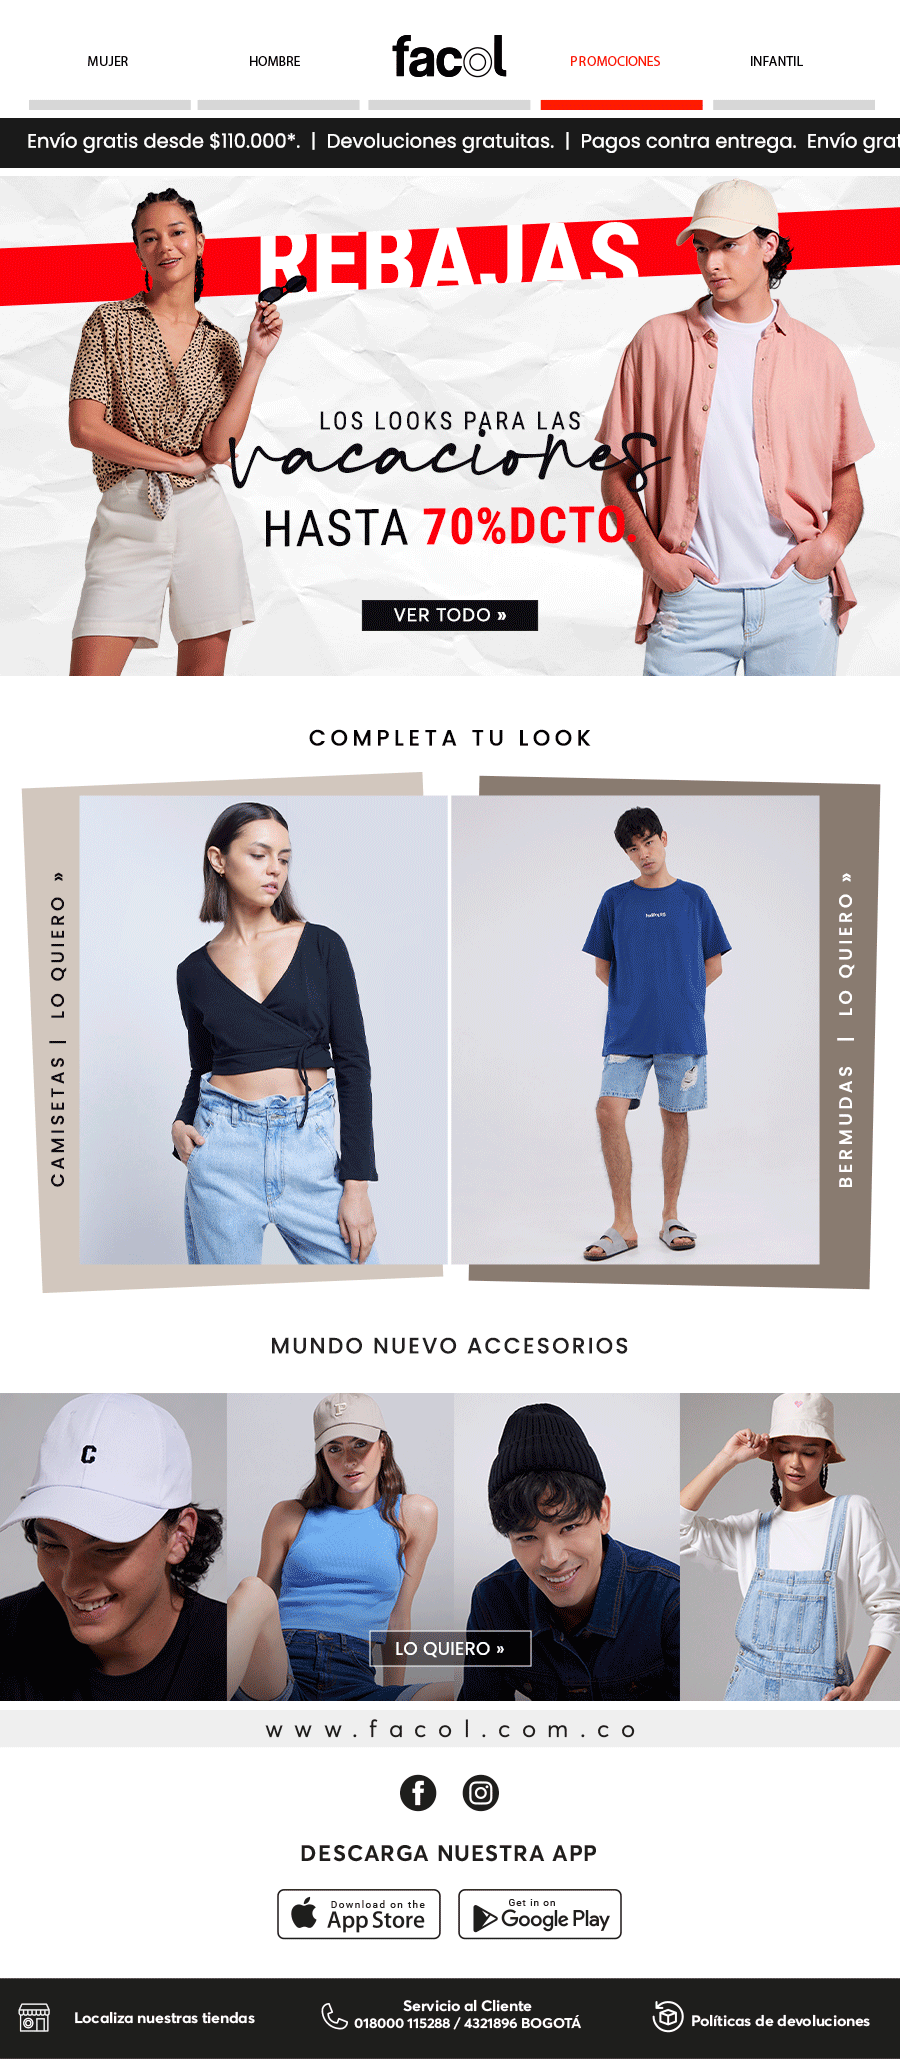 MUJER
HOMBRE
facol
PROMOCIONES
INFANTIL
Envío gratis desde $110.000*. | Devoluciones gratuitas. | Pagos contra entrega. Envío grat
REBAJAS
LOS LOOKS PARA LAS
vacaciones
HASTA 70%DCTO.
VER TODO »
COMPLETA TU LOOK
CAMISETAS | LO QUIERO »
BERMUDAS | LO QUIERO »
MUNDO NUEVO ACCESORIOS
C
F
LO QUIERO »
www.facol.com.co
DESCARGA NUESTRA APP
Download on the
App Store
Get in on
Google Play
Localiza nuestras tiendas
Servicio al Cliente
018000 115288 / 4321896 BOGOTÁ
Políticas de devoluciones